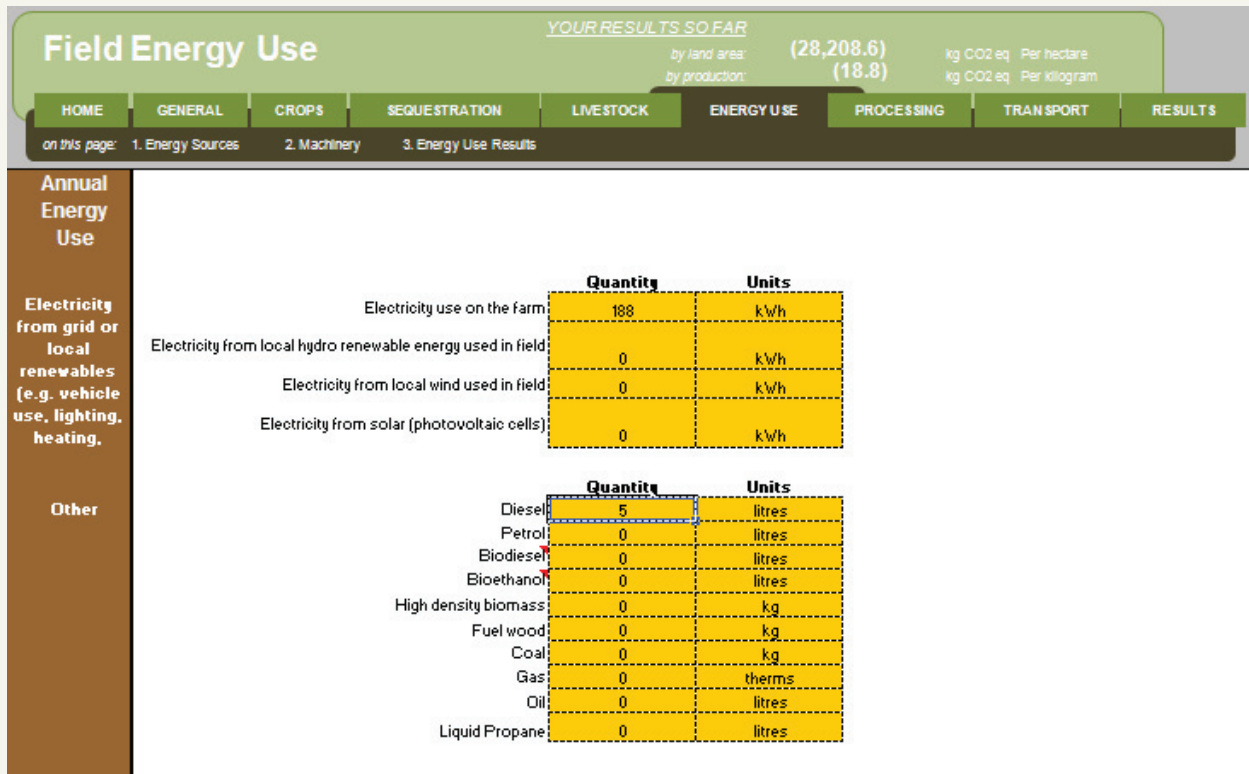 Field Energy Use
YOUR RESULTS SO FAR
by land area: (28,208.6) kg CO2 eq Per hectare
by production: (18.8) kg CO2 eq Per kilogram
HOME GENERAL CROPS SEQUESTRATION LIVESTOCK ENERGY USE PROCESSING TRANSPORT RESULTS
on this page: 1. Energy Sources 2. Machinery 3. Energy Use Results
Annual
Energy
Use
Electricity
from grid or
local
renewables
(e.g. vehicle
use, lighting,
heating,
Quantity Units
Electricity use on the farm 188 kWh
Electricity from local hydro renewable energy used in field 0 kWh
Electricity from local wind used in field 0 kWh
Electricity from solar (photovoltaic cells) 0 kWh
Other
Quantity Units
Diesel 5 litres
Petrol 0 litres
Biodiesel 0 litres
Bioethanol 0 litres
High density biomass 0 kg
Fuel wood 0 kg
Coal 0 kg
Gas 0 therms
Oil 0 litres
Liquid Propane 0 litres